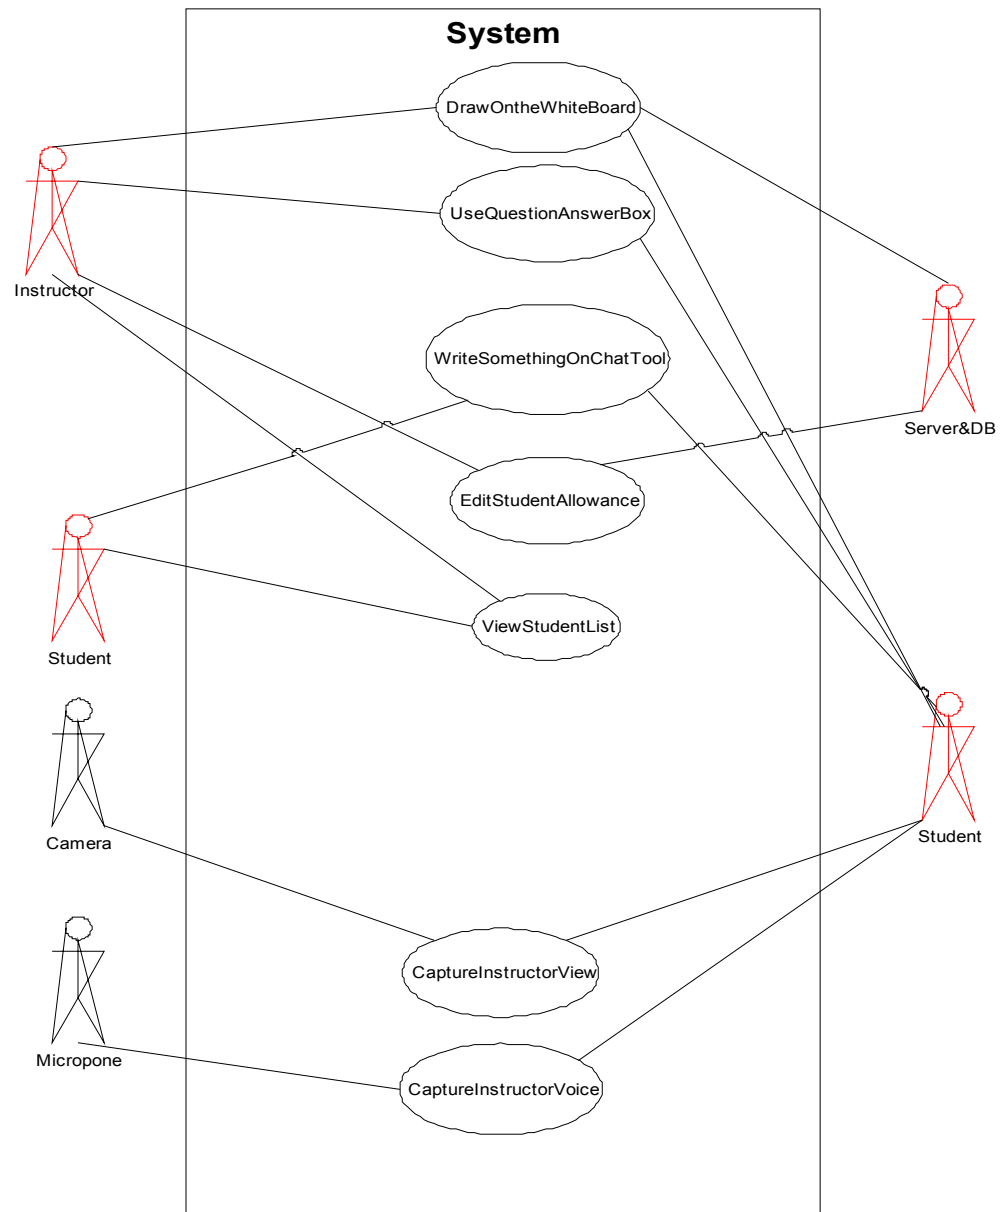 System
DrawOntheWhiteBoard
UseQuestionAnswerBox
Instructor
WriteSomethingOnChatTool
Server&DB
EditStudentAllowance
ViewStudentList
Student
Camera
Student
CaptureInstructorView
Micropone
CaptureInstructorVoice